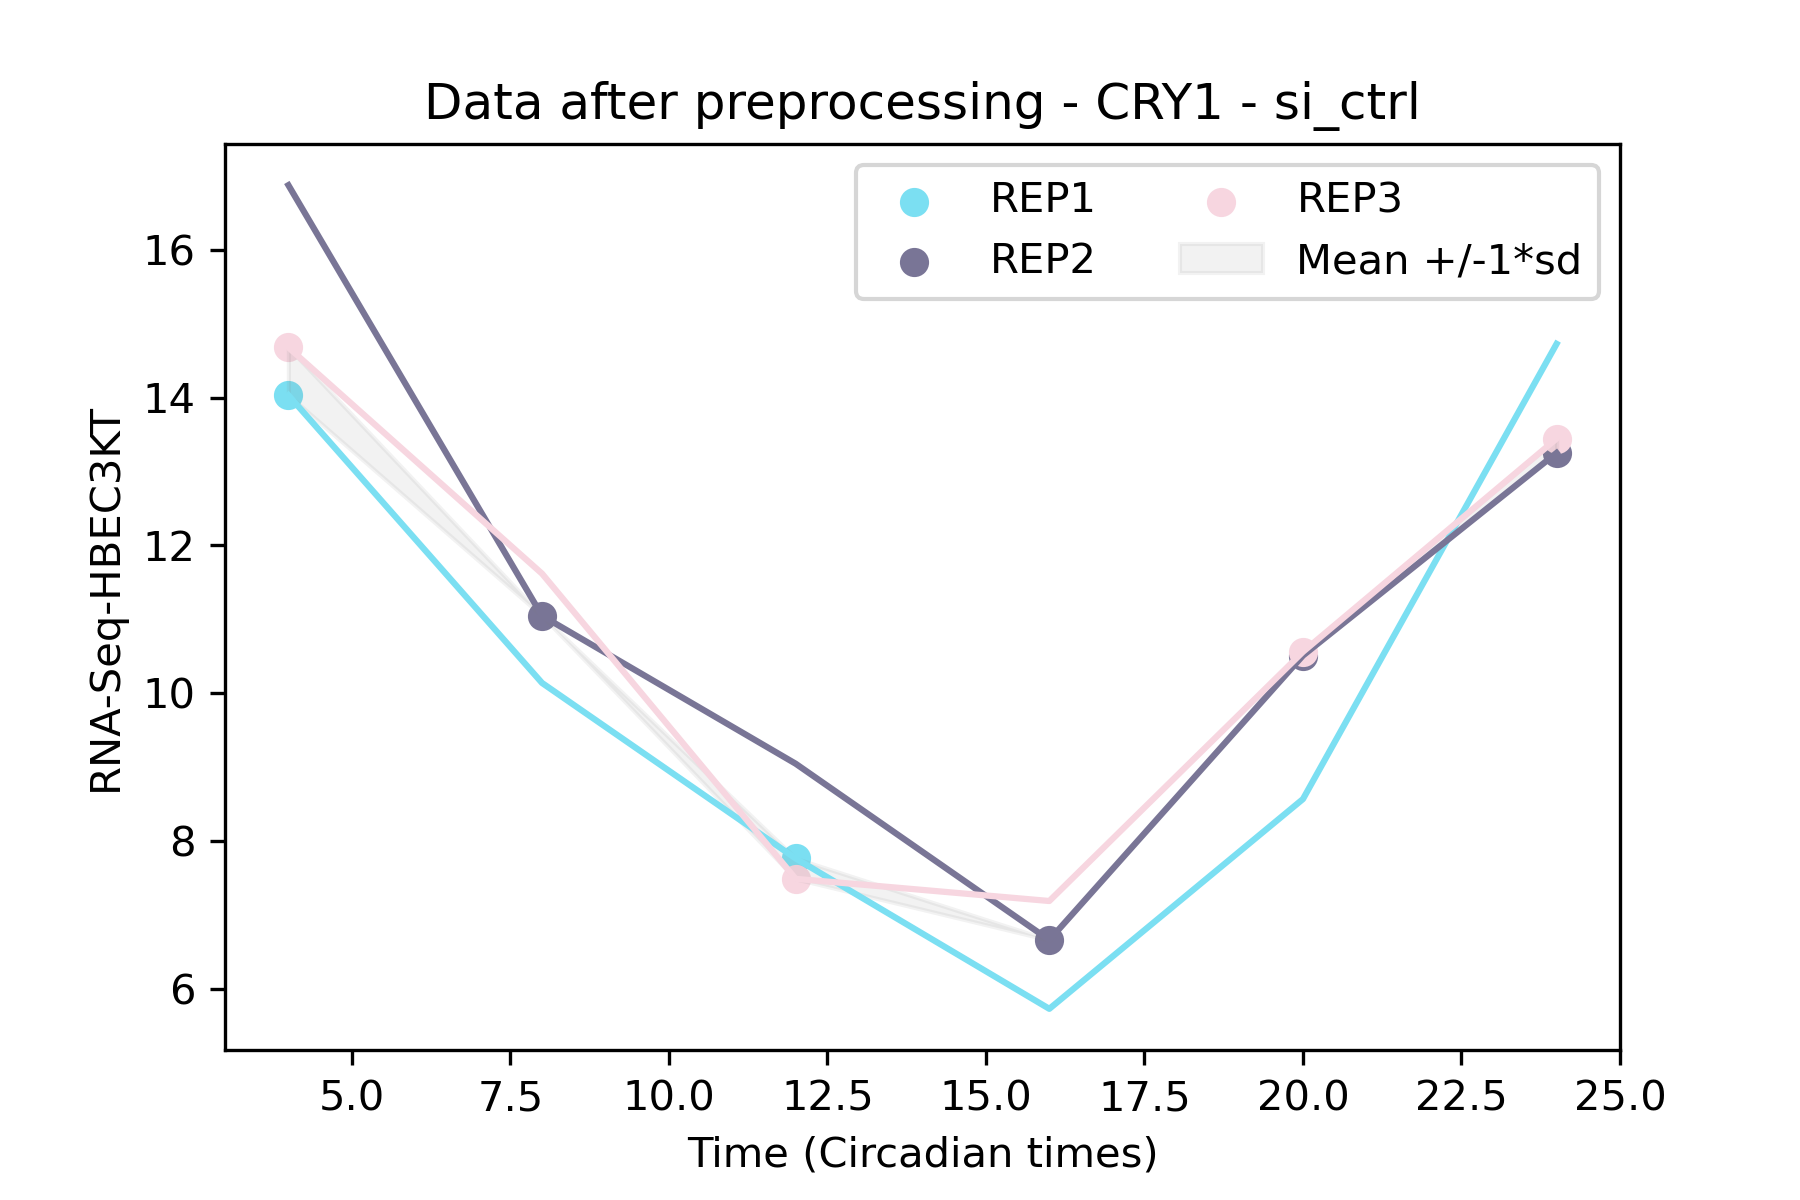 Data after preprocessing - CRY1 - si_ctrl
REP1
REP2
REP3
Mean +/-1*sd
RNA-Seq-HBEC3KT
16
14
12
10
8
6
5.0 7.5 10.0 12.5 15.0 17.5 20.0 22.5 25.0
Time (Circadian times)